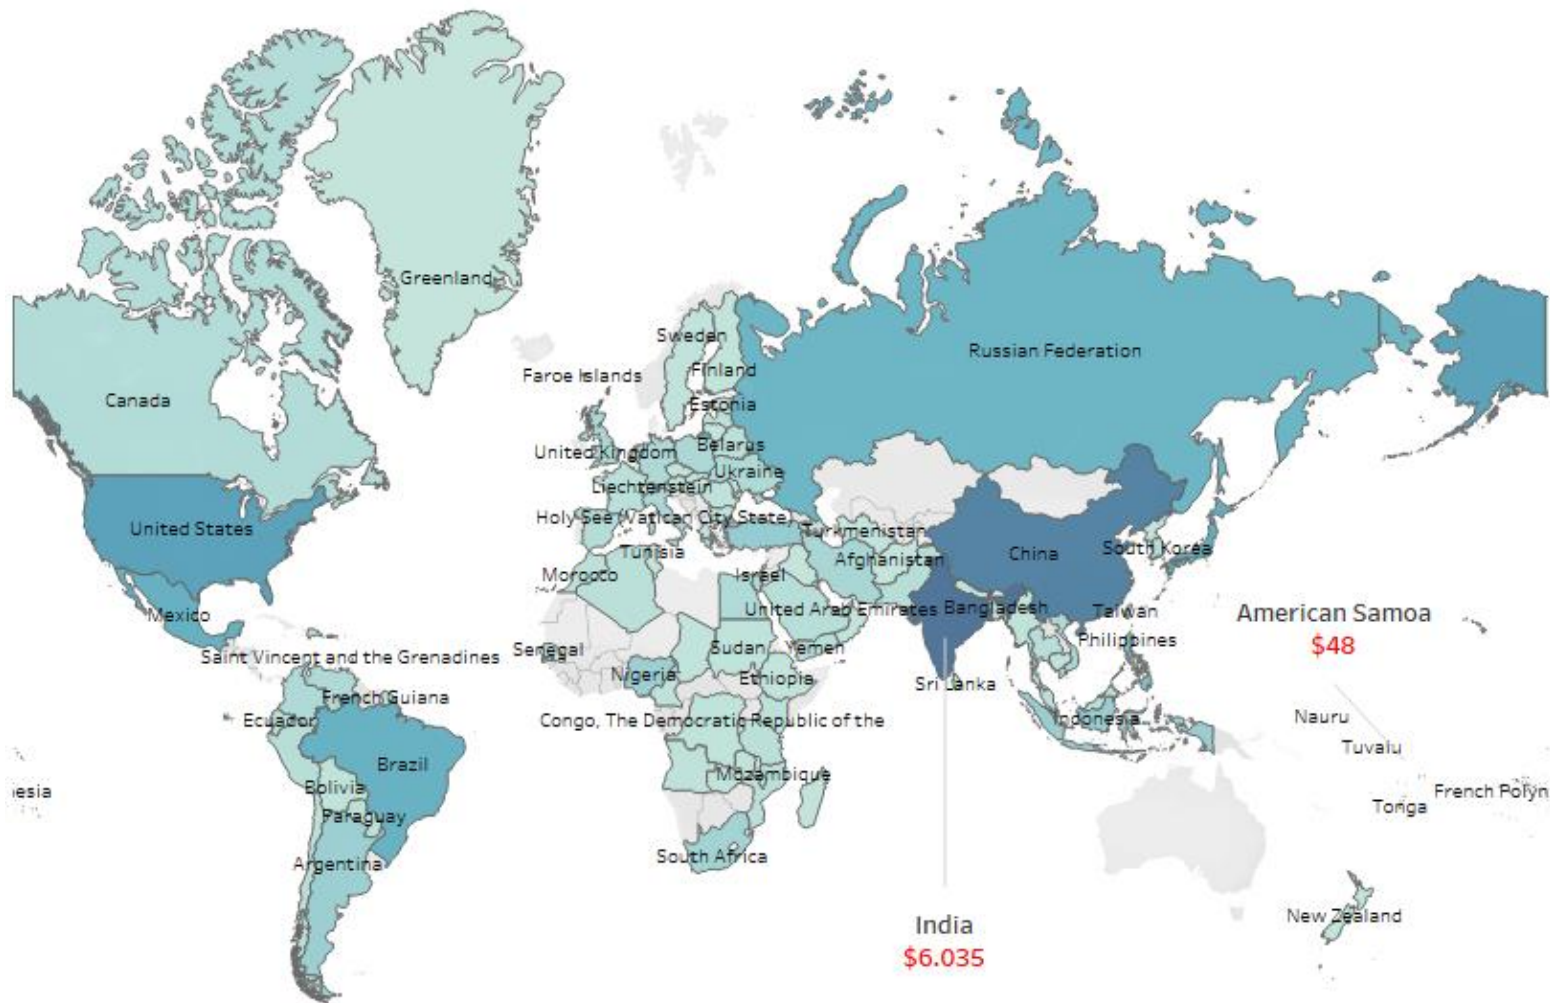 Greenland
Sweden
Russian Federation
Finland
Faroe Islands
Canada
Estonia
Belarus
United Kingdom
Ukraine
Liechtenstein
Holy See (Vatican City State)
United States
Turkmenistan
South Korea
Tunisia
China
Afghanistan
Morocco
Israel
Mexico
United Arab Emirates
Bangladesh
Taiwan
American Samoa
$48
Philippines
Senegal
Sudan
Yemen
Saint Vincent and the Grenadines
Nigeria
Ethiopia
Sri Lanka
French Guiana
Ecuador
Congo, The Democratic Republic of the
Indonesia
Nauru
Tuvalu
Brazil
Mozambique
Bolivia
esia
French Polyn
Tonga
Paraguay
Argentina
South Africa
New Zealand
India
$6.035